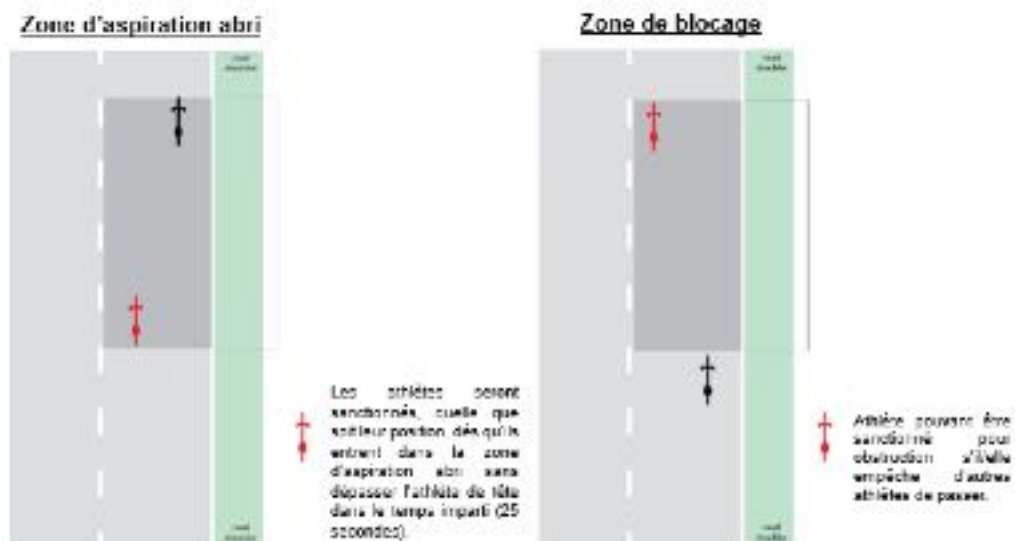 Zone d'aspiration abri
Zone de blocage
Les athlètes seront
sanctionnés, quelle que
soit leur position, dès qu'ils
entrent dans la zone
d'aspiration abri sans
dépasser l'athlète de tête
dans le temps imparti (25
secondes).
Athlète pouvant être
sanctionné pour
obstruction s'il/elle
empêche d'autres
athlètes de passer.